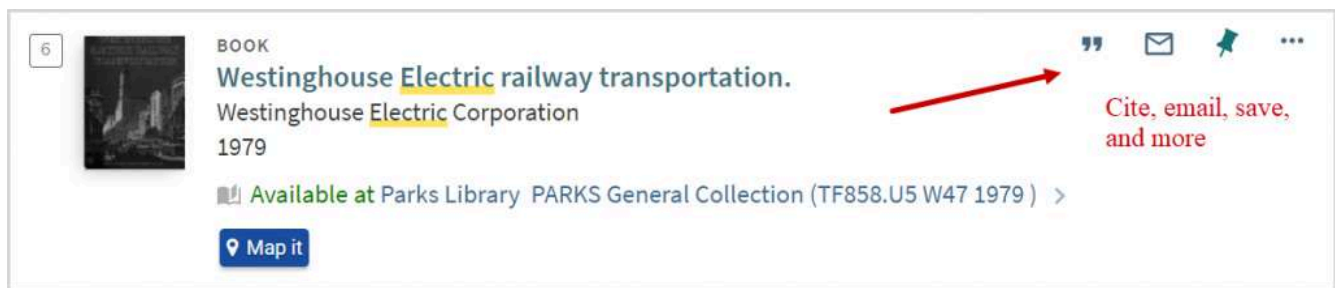 6
BOOK
Westinghouse Electric railway transportation.
Westinghouse Electric Corporation
1979
Available at Parks Library PARKS General Collection (TF858.U5 W47 1979 ) >
Map it
Cite, email, save,
and more